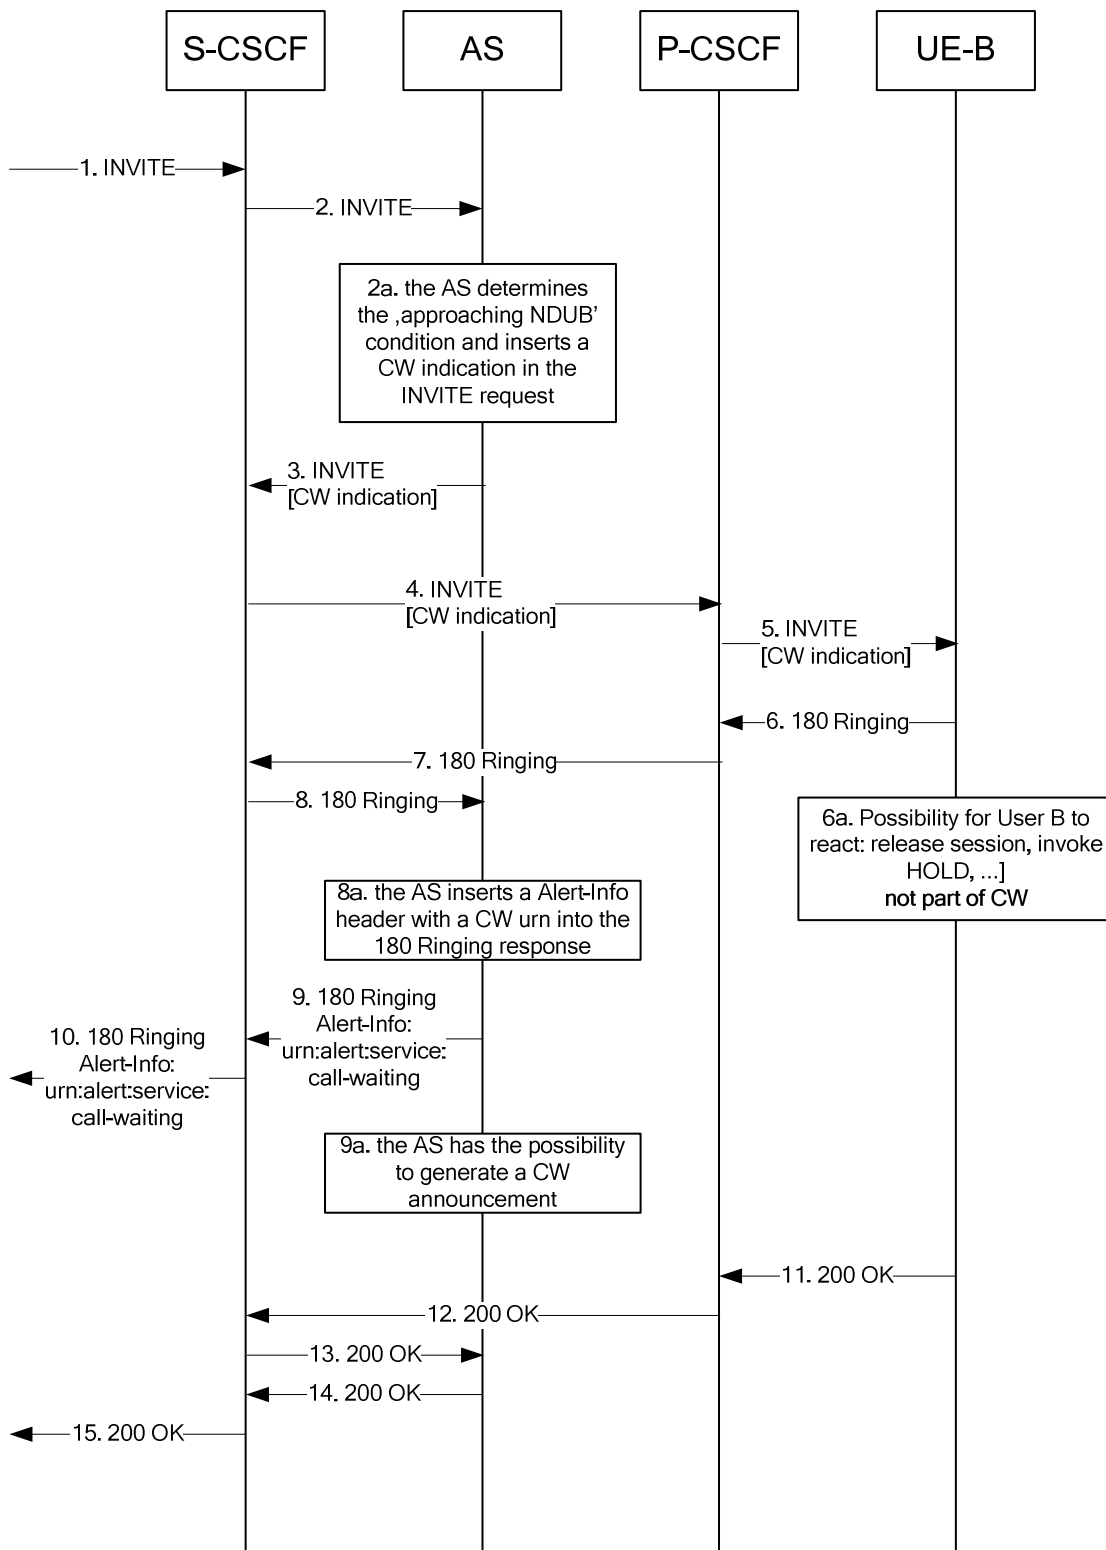 S-CSCF
AS
P-CSCF
UE-B
1. INVITE
2. INVITE
2a. the AS determines
the ‚approaching NDUB’
condition and inserts a
CW indication in the
INVITE request
3. INVITE
[CW indication]
4. INVITE
[CW indication]
5. INVITE
[CW indication]
6. 180 Ringing
7. 180 Ringing
8. 180 Ringing
6a. Possibility for User B to
react: release session, invoke
HOLD, ...]
not part of CW
8a. the AS inserts a Alert-Info
header with a CW urn into the
180 Ringing response
9. 180 Ringing
Alert-Info:
urn:alert:service:
call-waiting
10. 180 Ringing
Alert-Info:
urn:alert:service:
call-waiting
9a. the AS has the possibility
to generate a CW
announcement
11. 200 OK
12. 200 OK
13. 200 OK
14. 200 OK
15. 200 OK